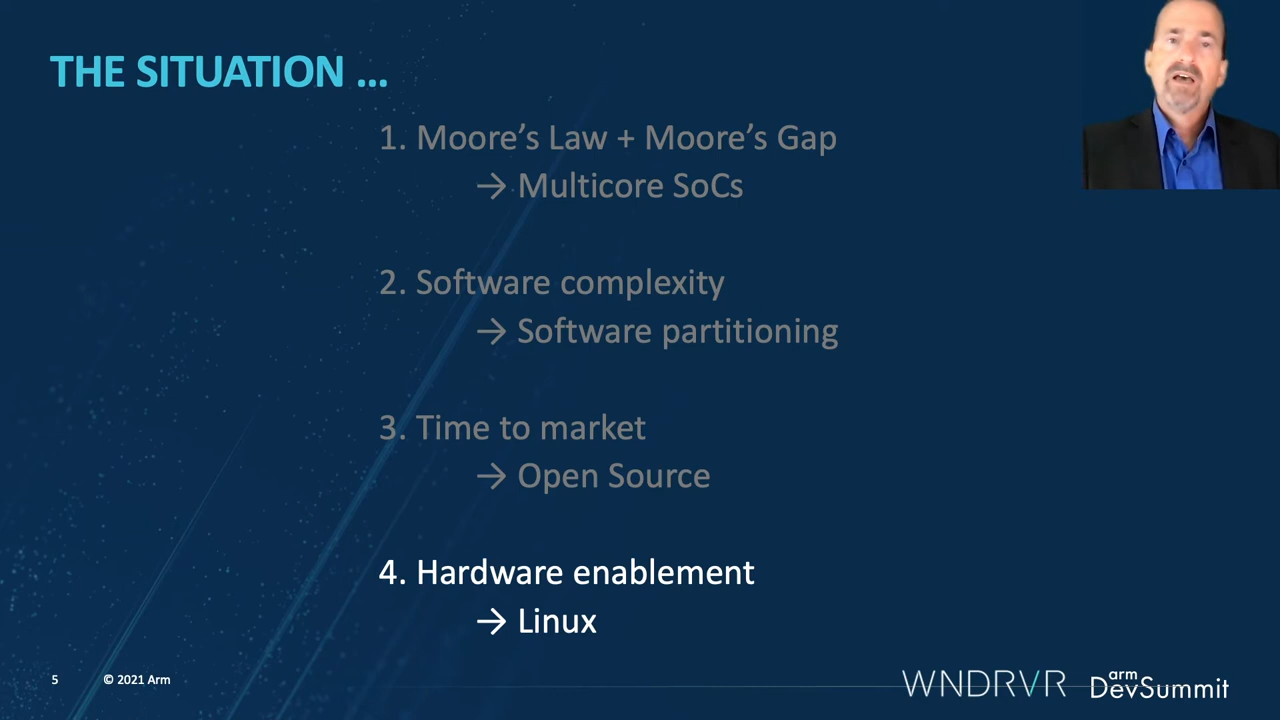 THE SITUATION ...
1. Moore’s Law + Moore’s Gap
→ Multicore SoCs
2. Software complexity
→ Software partitioning
3. Time to market
→ Open Source
4. Hardware enablement
→ Linux
5
© 2021 Arm
WNDRVR
arm
DevSummit